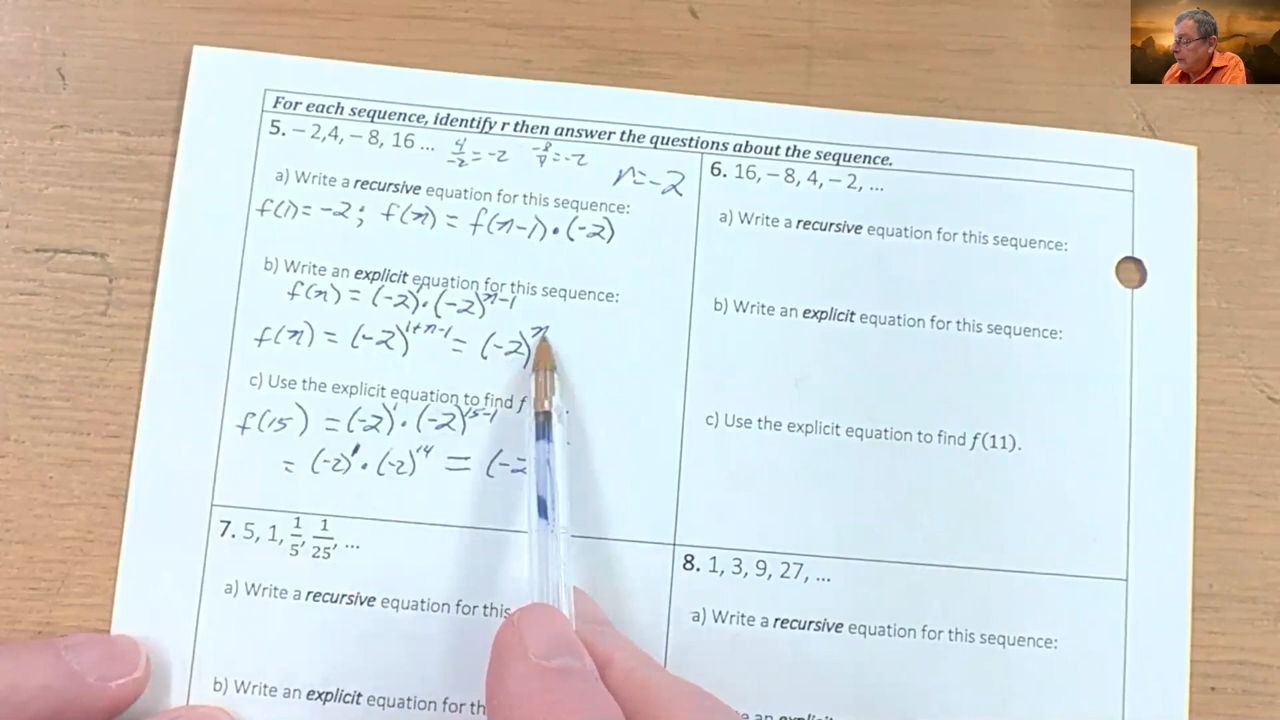 For each sequence, identify r then answer the questions about the sequence.
5. −2,4, −8, 16 ... 4/-2 = -2 -8/4 = -2
r = -2
a) Write a recursive equation for this sequence:
f(1) = -2; f(n) = f(n-1)•(-2)
b) Write an explicit equation for this sequence:
f(n) = (-2)•(-2)^n-1
f(n) = (-2)^1+n-1 = (-2)^n
c) Use the explicit equation to find f
f(15) = (-2)^1•(-2)^15-1
= (-2)^1•(-2)^14 = (-2
6. 16, −8, 4, −2, ...
a) Write a recursive equation for this sequence:
b) Write an explicit equation for this sequence:
c) Use the explicit equation to find f(11).
7. 5, 1, 1/5, 1/25, ...
a) Write a recursive equation for this
b) Write an explicit equation for th
8. 1, 3, 9, 27, ...
a) Write a recursive equation for this sequence: